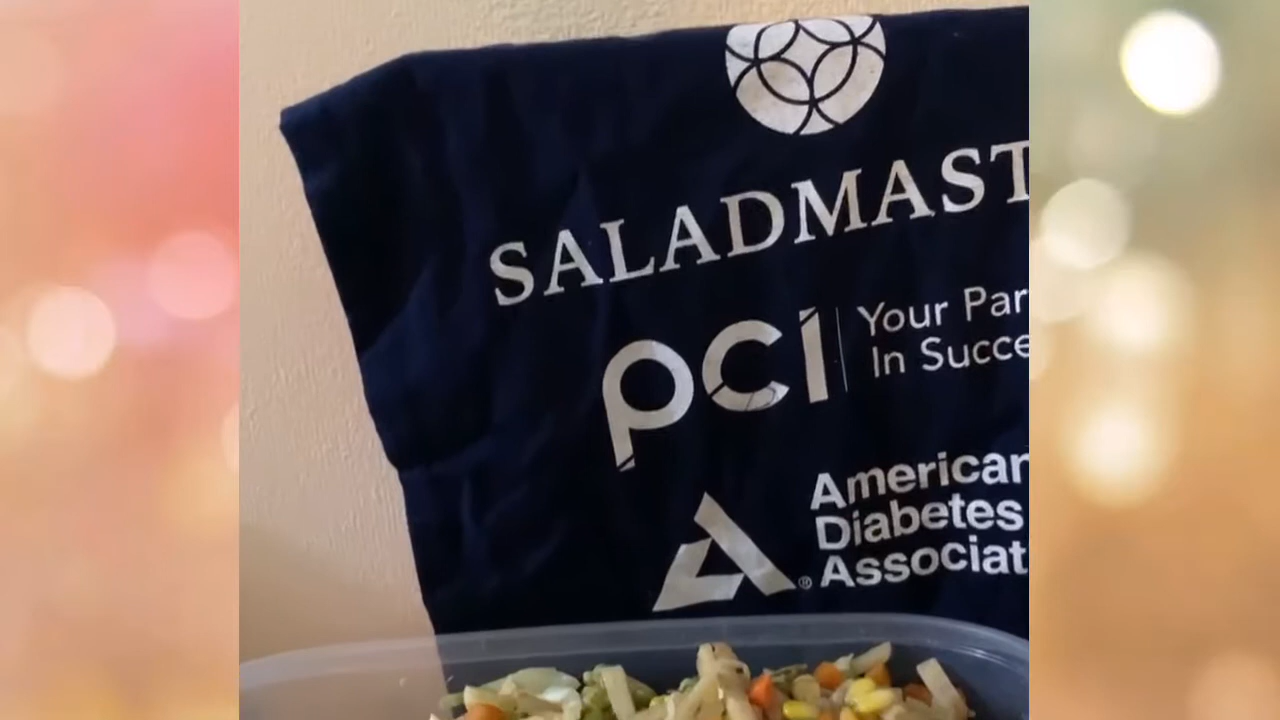 SALADMAST
pci
Your Par
In Succe
American
Diabetes
Associat
®